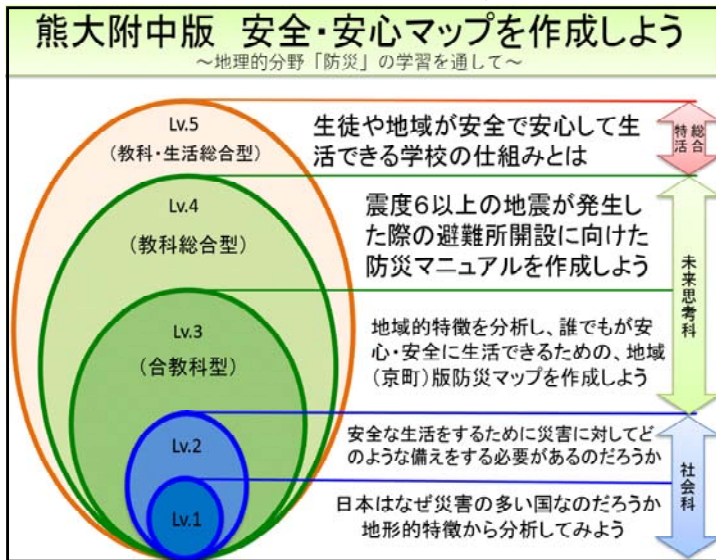 熊大附中版 安全・安心マップを作成しよう
～地理的分野「防災」の学習を通して～
Lv.5
(教科・生活総合型)
生徒や地域が安全で安心して生
活できる学校の仕組みとは
総合
特活
Lv.4
(教科総合型)
震度6以上の地震が発生し
た際の避難所開設に向けた
防災マニュアルを作成しよう
未来思考科
Lv.3
(合教科型)
地域的特徴を分析し、誰でもが安
心・安全に生活できるための、地域
(京町)版防災マップを作成しよう
Lv.2
安全な生活をするために災害に対してど
のような備えをする必要があるのだろうか
社会科
Lv.1
日本はなぜ災害の多い国なのだろうか
地形的特徴から分析してみよう